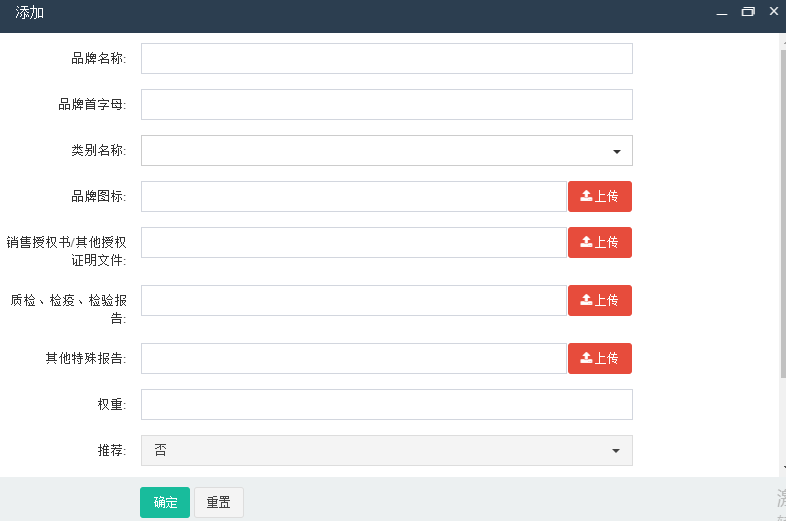 添加
品牌名称:
品牌首字母:
类别名称:
品牌图标:
上传
销售授权书/其他授权
证明文件:
上传
质检、检疫、检验报
告:
上传
其他特殊报告:
上传
权重:
推荐:
否
确定
重置